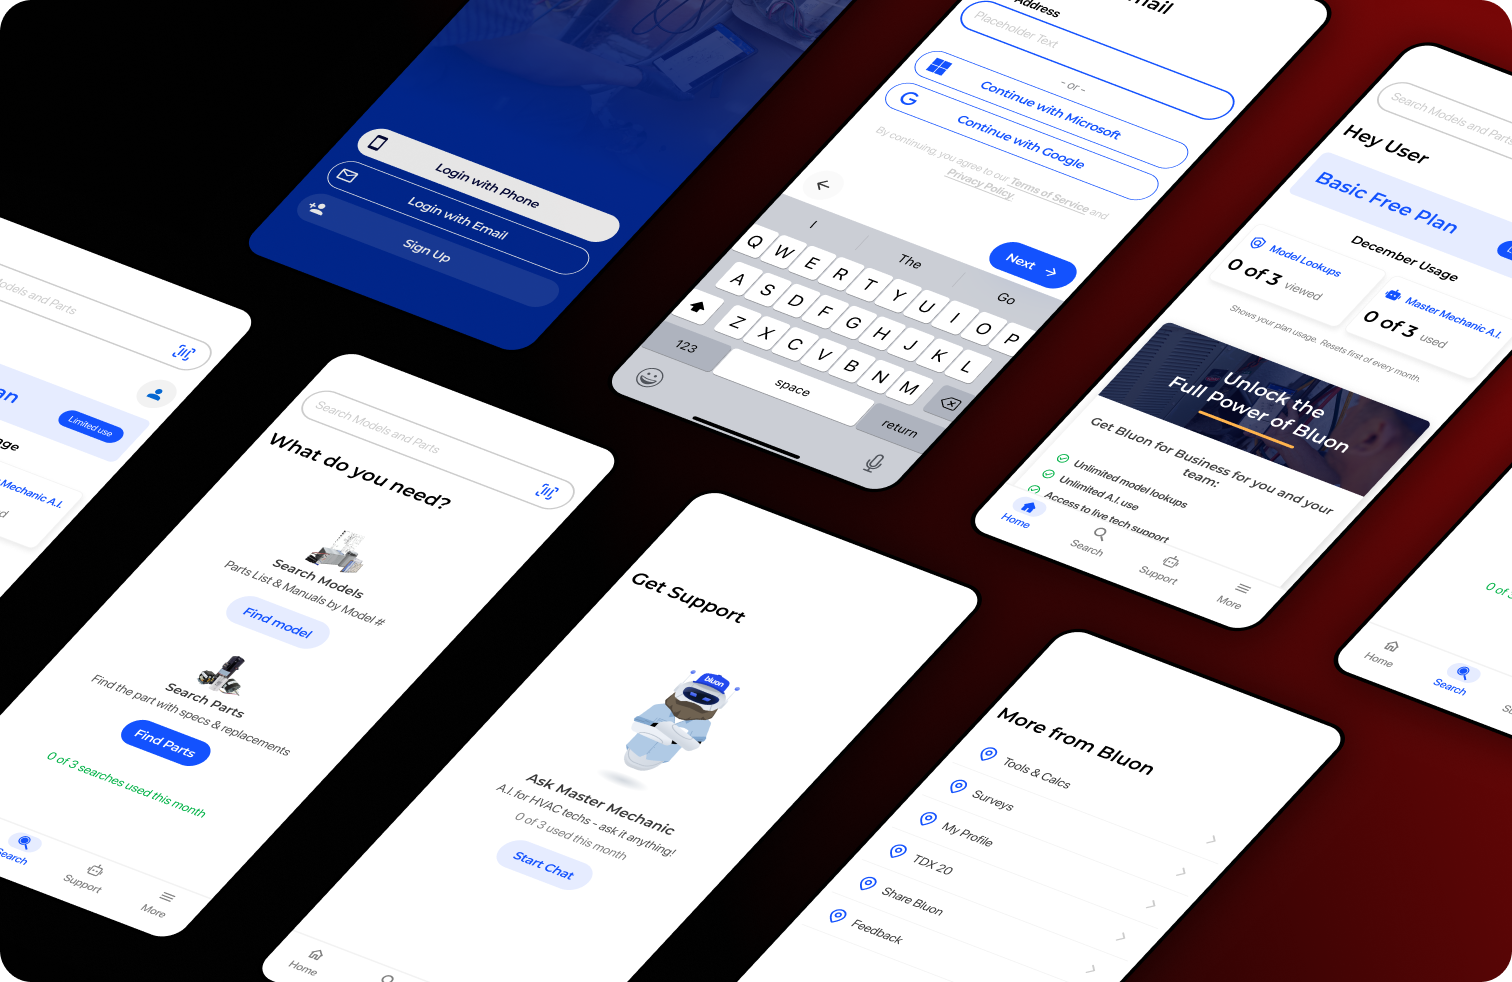 Login with Phone
Login with Email
Sign Up
Address
Placeholder Text
- or -
Continue with Microsoft
Continue with Google
By continuing, you agree to our Terms of Service and
Privacy Policy.
Next
I
The
Go
Q W E R T Y U I O P
A S D F G H J K L
Z X C V B N M
123
space
return
Search Models and Parts
Hey User
Basic Free Plan
December Usage
Model Lookups
0 of 3 viewed
Master Mechanic A.I.
0 of 3 used
Shows your plan usage. Resets first of every month.
Unlock the
Full Power of Bluon
Get Bluon for Business for you and your
team:
Unlimited model lookups
Unlimited A.I. use
Access to live tech support
Home
Search
Support
More
and Parts
Limited use
Mechanic A.I.
Search Models and Parts
What do you need?
Search Models
Parts List & Manuals by Model #
Find model
Search Parts
Find the part with specs & replacements
Find Parts
0 of 3 searches used this month
Search
Support
More
Get Support
bluon
Ask Master Mechanic
A.I. for HVAC techs - ask it anything!
0 of 3 used this month
Start Chat
Home
More from Bluon
Tools & Calcs
Surveys
My Profile
TDX 20
Share Bluon
Feedback
0 of 3
Home
Search